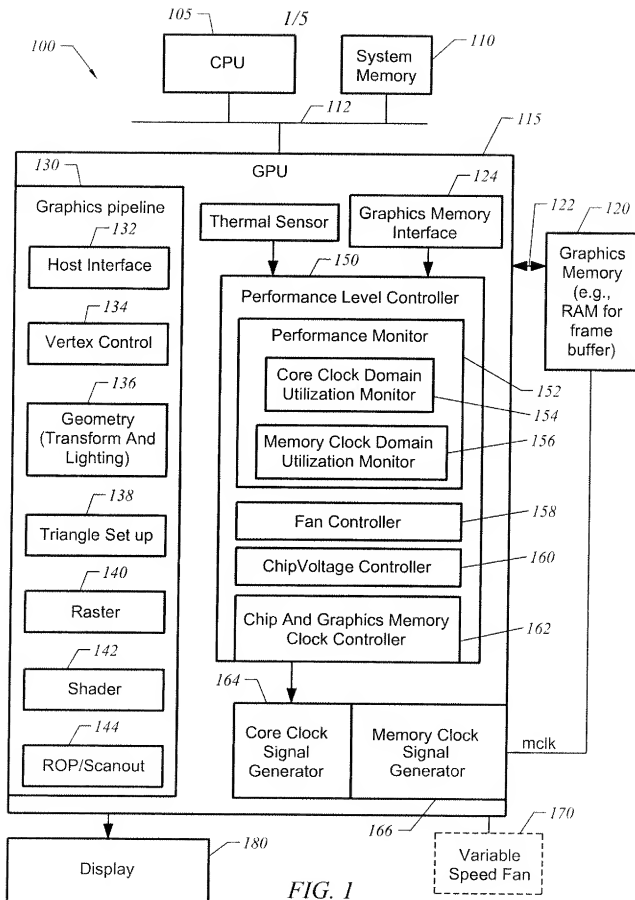 105
1/5
100
CPU
System
Memory
110
112
115
130
GPU
124
Graphics pipeline
132
Host Interface
134
Vertex Control
136
Geometry
(Transform And
Lighting)
138
Triangle Set up
140
Raster
142
Shader
144
ROP/Scanout
Thermal Sensor
Graphics Memory
Interface
150
Performance Level Controller
Performance Monitor
152
Core Clock Domain
Utilization Monitor
154
Memory Clock Domain
Utilization Monitor
156
Fan Controller
158
ChipVoltage Controller
160
Chip And Graphics Memory
Clock Controller
162
164
Core Clock
Signal
Generator
Memory Clock
Signal
Generator
166
122
120
Graphics
Memory
(e.g.,
RAM for
frame
buffer)
mclk
170
Variable
Speed Fan
180
Display
FIG. 1